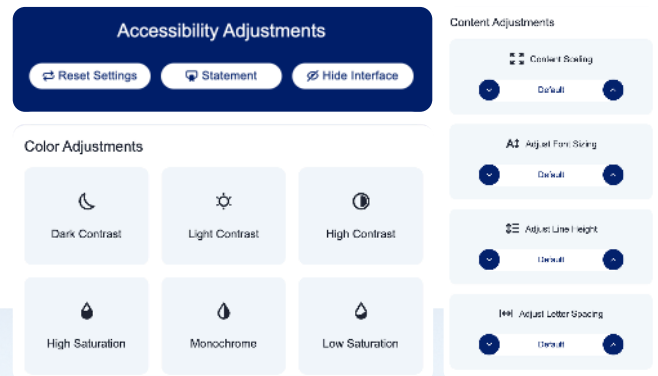 Accessibility Adjustments
Reset Settings
Statement
Hide Interface
Color Adjustments
Dark Contrast
Light Contrast
High Contrast
High Saturation
Monochrome
Low Saturation
Content Adjustments
Content Scaling
Default
Adjust Font Sizing
Default
Adjust Line Height
Default
Adjust Letter Spacing
Default